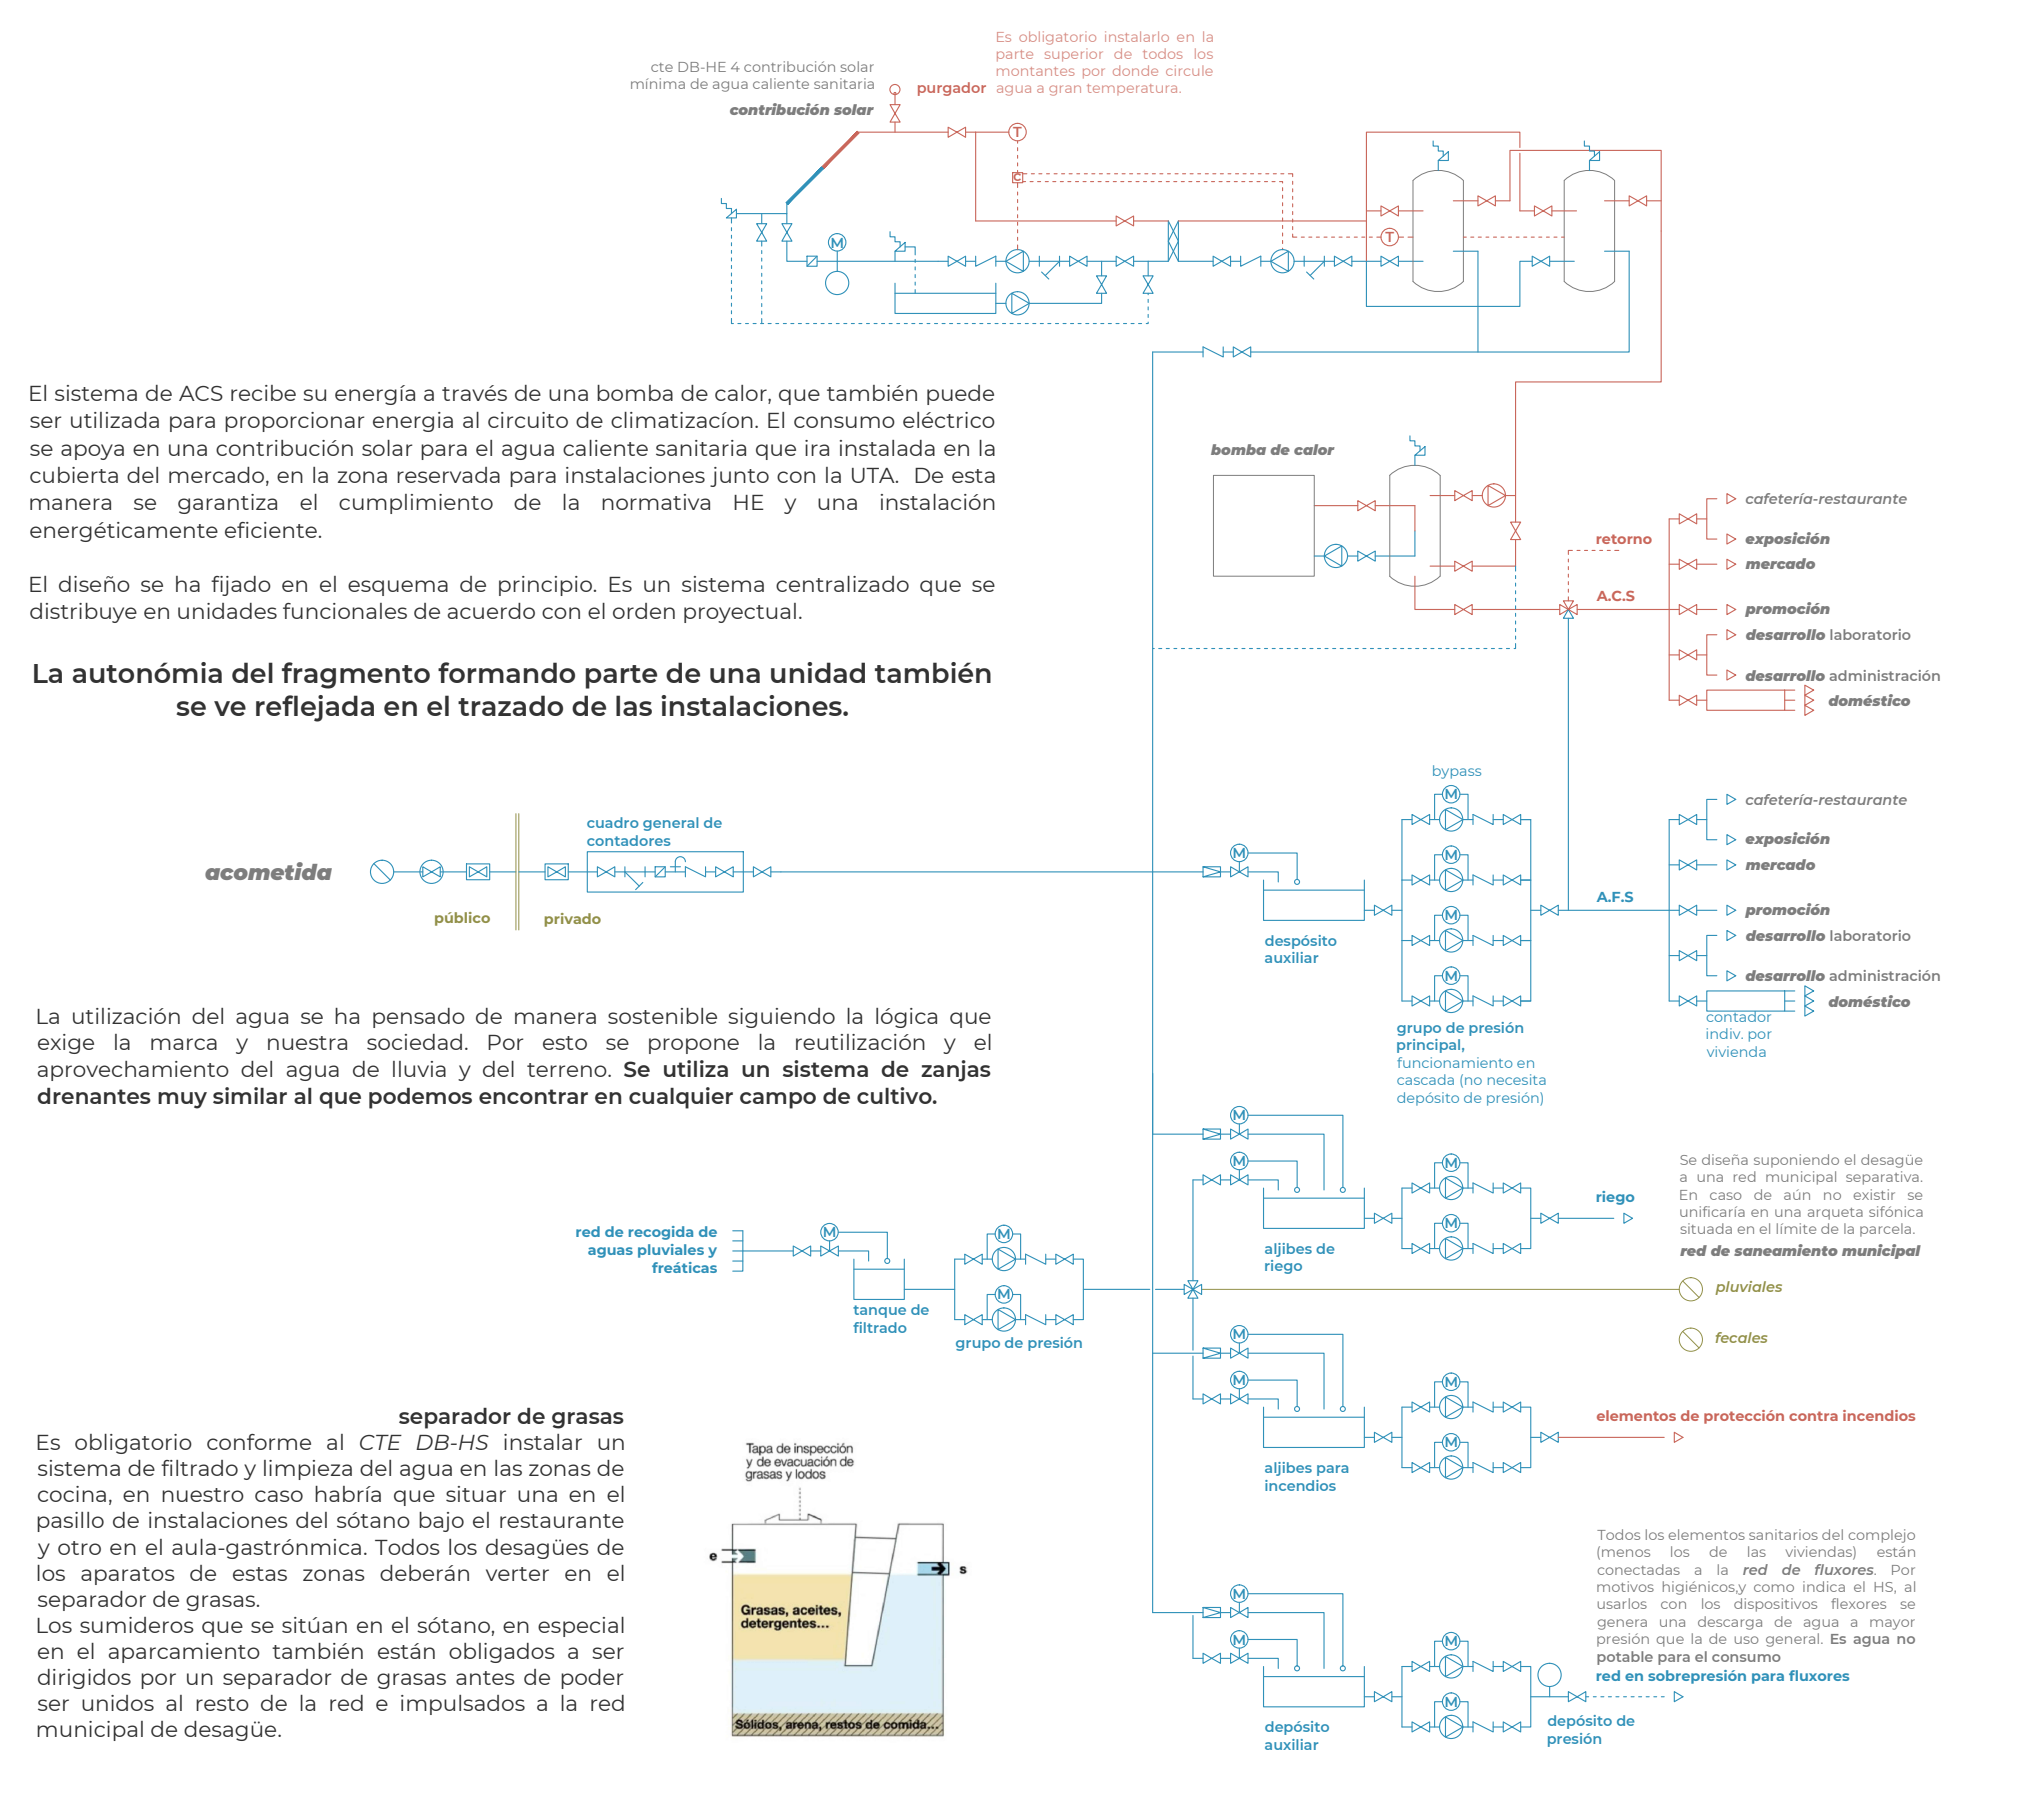 cte DB-HE 4 contribución solar
mínima de agua caliente sanitaria
contribución solar
purgador
Es obligatorio instalarlo en la
parte superior de todos los
montantes por donde circule
agua a gran temperatura.
T
C
M
T
El sistema de ACS recibe su energía a través de una bomba de calor, que también puede
ser utilizada para proporcionar energia al circuito de climatizacíon. El consumo eléctrico
se apoya en una contribución solar para el agua caliente sanitaria que ira instalada en la
cubierta del mercado, en la zona reservada para instalaciones junto con la UTA. De esta
manera se garantiza el cumplimiento de la normativa HE y una instalación
energéticamente eficiente.
El diseño se ha fijado en el esquema de principio. Es un sistema centralizado que se
distribuye en unidades funcionales de acuerdo con el orden proyectual.
La autonómia del fragmento formando parte de una unidad también
se ve reflejada en el trazado de las instalaciones.
bomba de calor
retorno
A.C.S
cafetería-restaurante
exposición
mercado
promoción
desarrollo laboratorio
desarrollo administración
doméstico
acometida
público
privado
cuadro general de
contadores
M
despósito
auxiliar
bypass
M
M
M
M
grupo de presión
principal,
funcionamiento en
cascada (no necesita
depósito de presión)
A.F.S
cafetería-restaurante
exposición
mercado
promoción
desarrollo laboratorio
desarrollo administración
doméstico
contador
indiv. por
vivienda
La utilización del agua se ha pensado de manera sostenible siguiendo la lógica que
exige la marca y nuestra sociedad. Por esto se propone la reutilización y el
aprovechamiento del agua de lluvia y del terreno. Se utiliza un sistema de zanjas
drenantes muy similar al que podemos encontrar en cualquier campo de cultivo.
red de recogida de
aguas pluviales y
freáticas
M
tanque de
filtrado
M
M
grupo de presión
M
M
aljibes de
riego
M
M
riego
Se diseña suponiendo el desagüe
a una red municipal separativa.
En caso de aún no existir se
unificaría en una arqueta sifónica
situada en el límite de la parcela.
red de saneamiento municipal
pluviales
fecales
M
M
aljibes para
incendios
M
M
elementos de protección contra incendios
separador de grasas
Es obligatorio conforme al CTE DB-HS instalar un
sistema de filtrado y limpieza del agua en las zonas de
cocina, en nuestro caso habría que situar una en el
pasillo de instalaciones del sótano bajo el restaurante
y otro en el aula-gastrónmica. Todos los desagües de
los aparatos de estas zonas deberán verter en el
separador de grasas.
Los sumideros que se sitúan en el sótano, en especial
en el aparcamiento también están obligados a ser
dirigidos por un separador de grasas antes de poder
ser unidos al resto de la red e impulsados a la red
municipal de desagüe.
Tapa de inspección
y de evacuación de
grasas y lodos
e
s
Grasas, aceites,
detergentes...
Sólidos, arena, restos de comida...
Todos los elementos sanitarios del complejo
(menos los de las viviendas) están
conectadas a la red de fluxores. Por
motivos higiénicos,y como indica el HS, al
usarlos con los dispositivos flexores se
genera una descarga de agua a mayor
presión que la de uso general. Es agua no
potable para el consumo
red en sobrepresión para fluxores
M
M
depósito
auxiliar
M
M
depósito de
presión